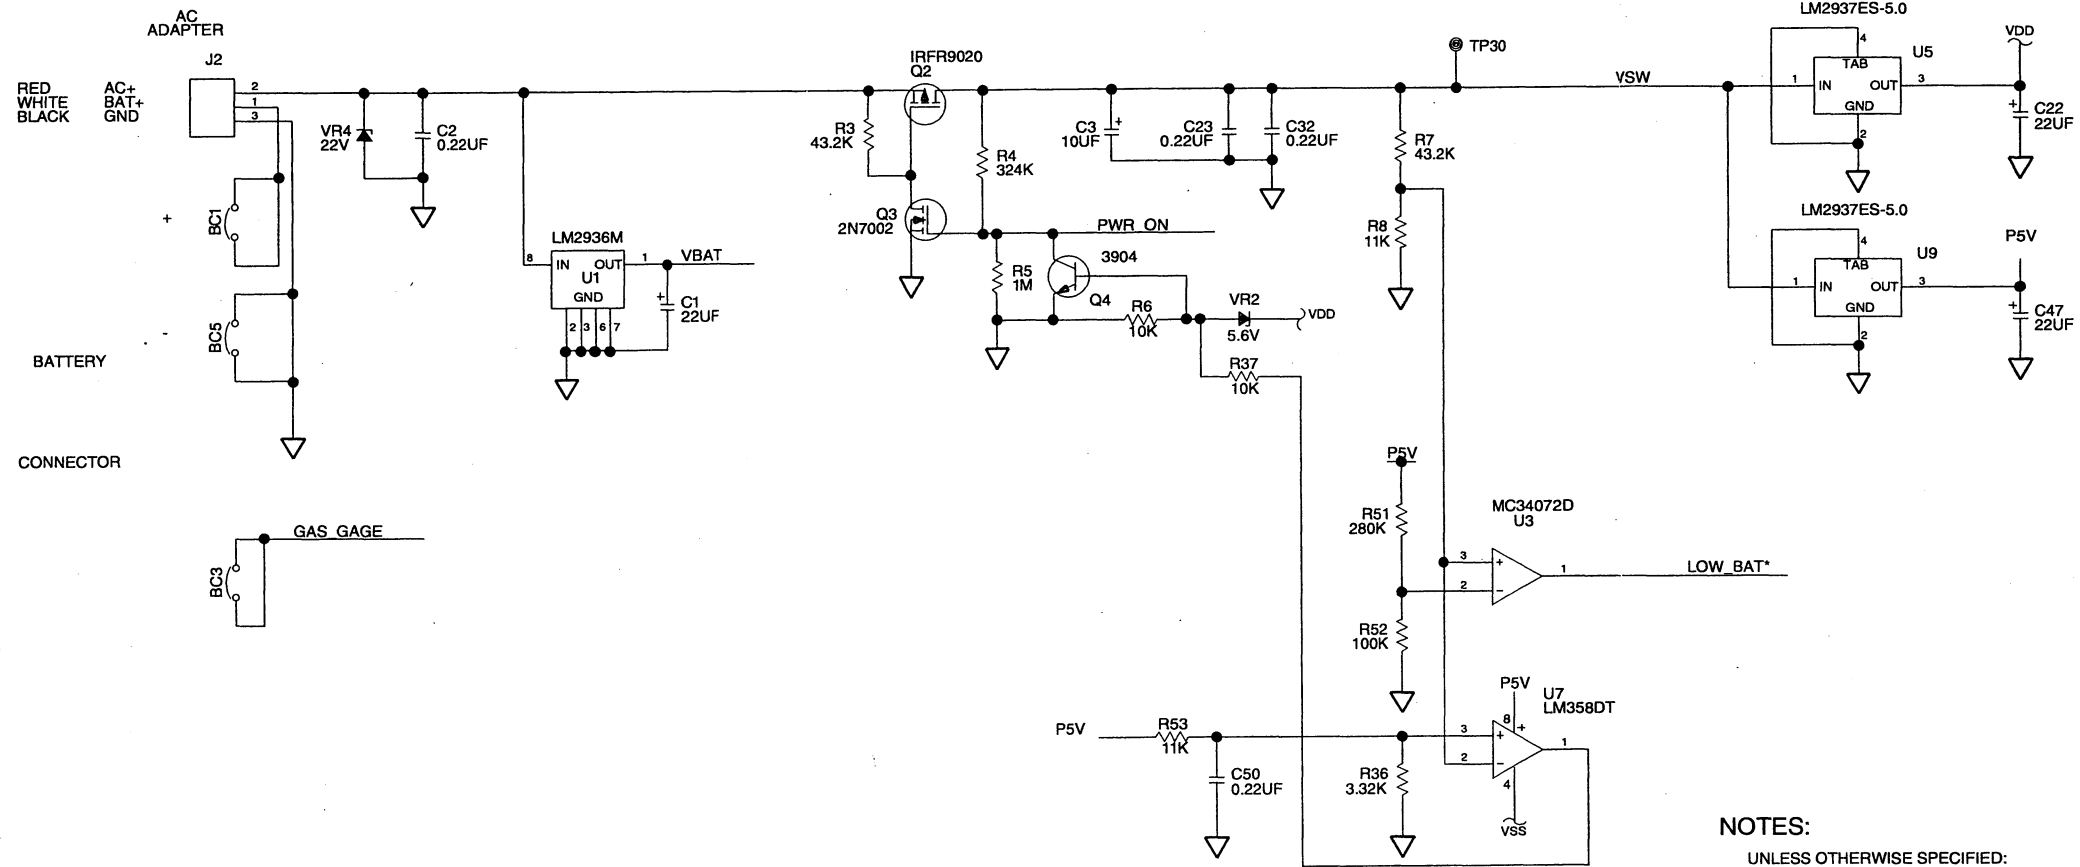 AC
ADAPTER
J2
RED AC+ 2
WHITE BAT+ 1
BLACK GND 3
VR4
22V
C2
0.22UF
+
BC1
-
BC5
BATTERY
CONNECTOR
GAS_GAGE
BC3
LM2936M
8 IN OUT 1 VBAT
U1
GND
2 3 6 7
+
C1
22UF
IRFR9020
Q2
R3
43.2K
R4
324K
Q3
2N7002
PWR_ON
R5
1M
3904
Q4
R6
10K
VR2
5.6V
VDD
R37
10K
C3 +
10UF
C23
0.22UF
C32
0.22UF
TP30
VSW
R7
43.2K
R8
11K
LM2937ES-5.0
4
TAB
U5
1 IN OUT 3
GND
2
VDD
+
C22
22UF
LM2937ES-5.0
4
TAB
U9
1 IN OUT 3
GND
2
P5V
+
C47
22UF
P5V
R51
280K
R52
100K
MC34072D
U3
3 +
2 -
1
LOW_BAT*
P5V
R53
11K
C50
0.22UF
R36
3.32K
P5V
U7
LM358DT
8 +
3 +
2 -
1
4
VSS
NOTES:
UNLESS OTHERWISE SPECIFIED: